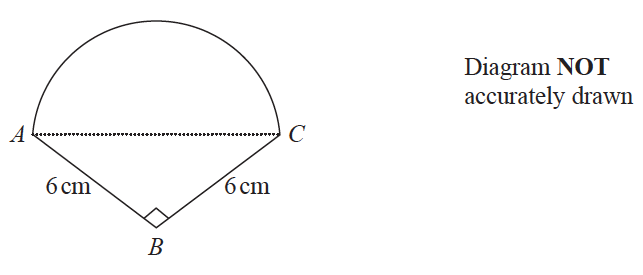 Diagram NOT
accurately drawn
A
C
6 cm
6 cm
B